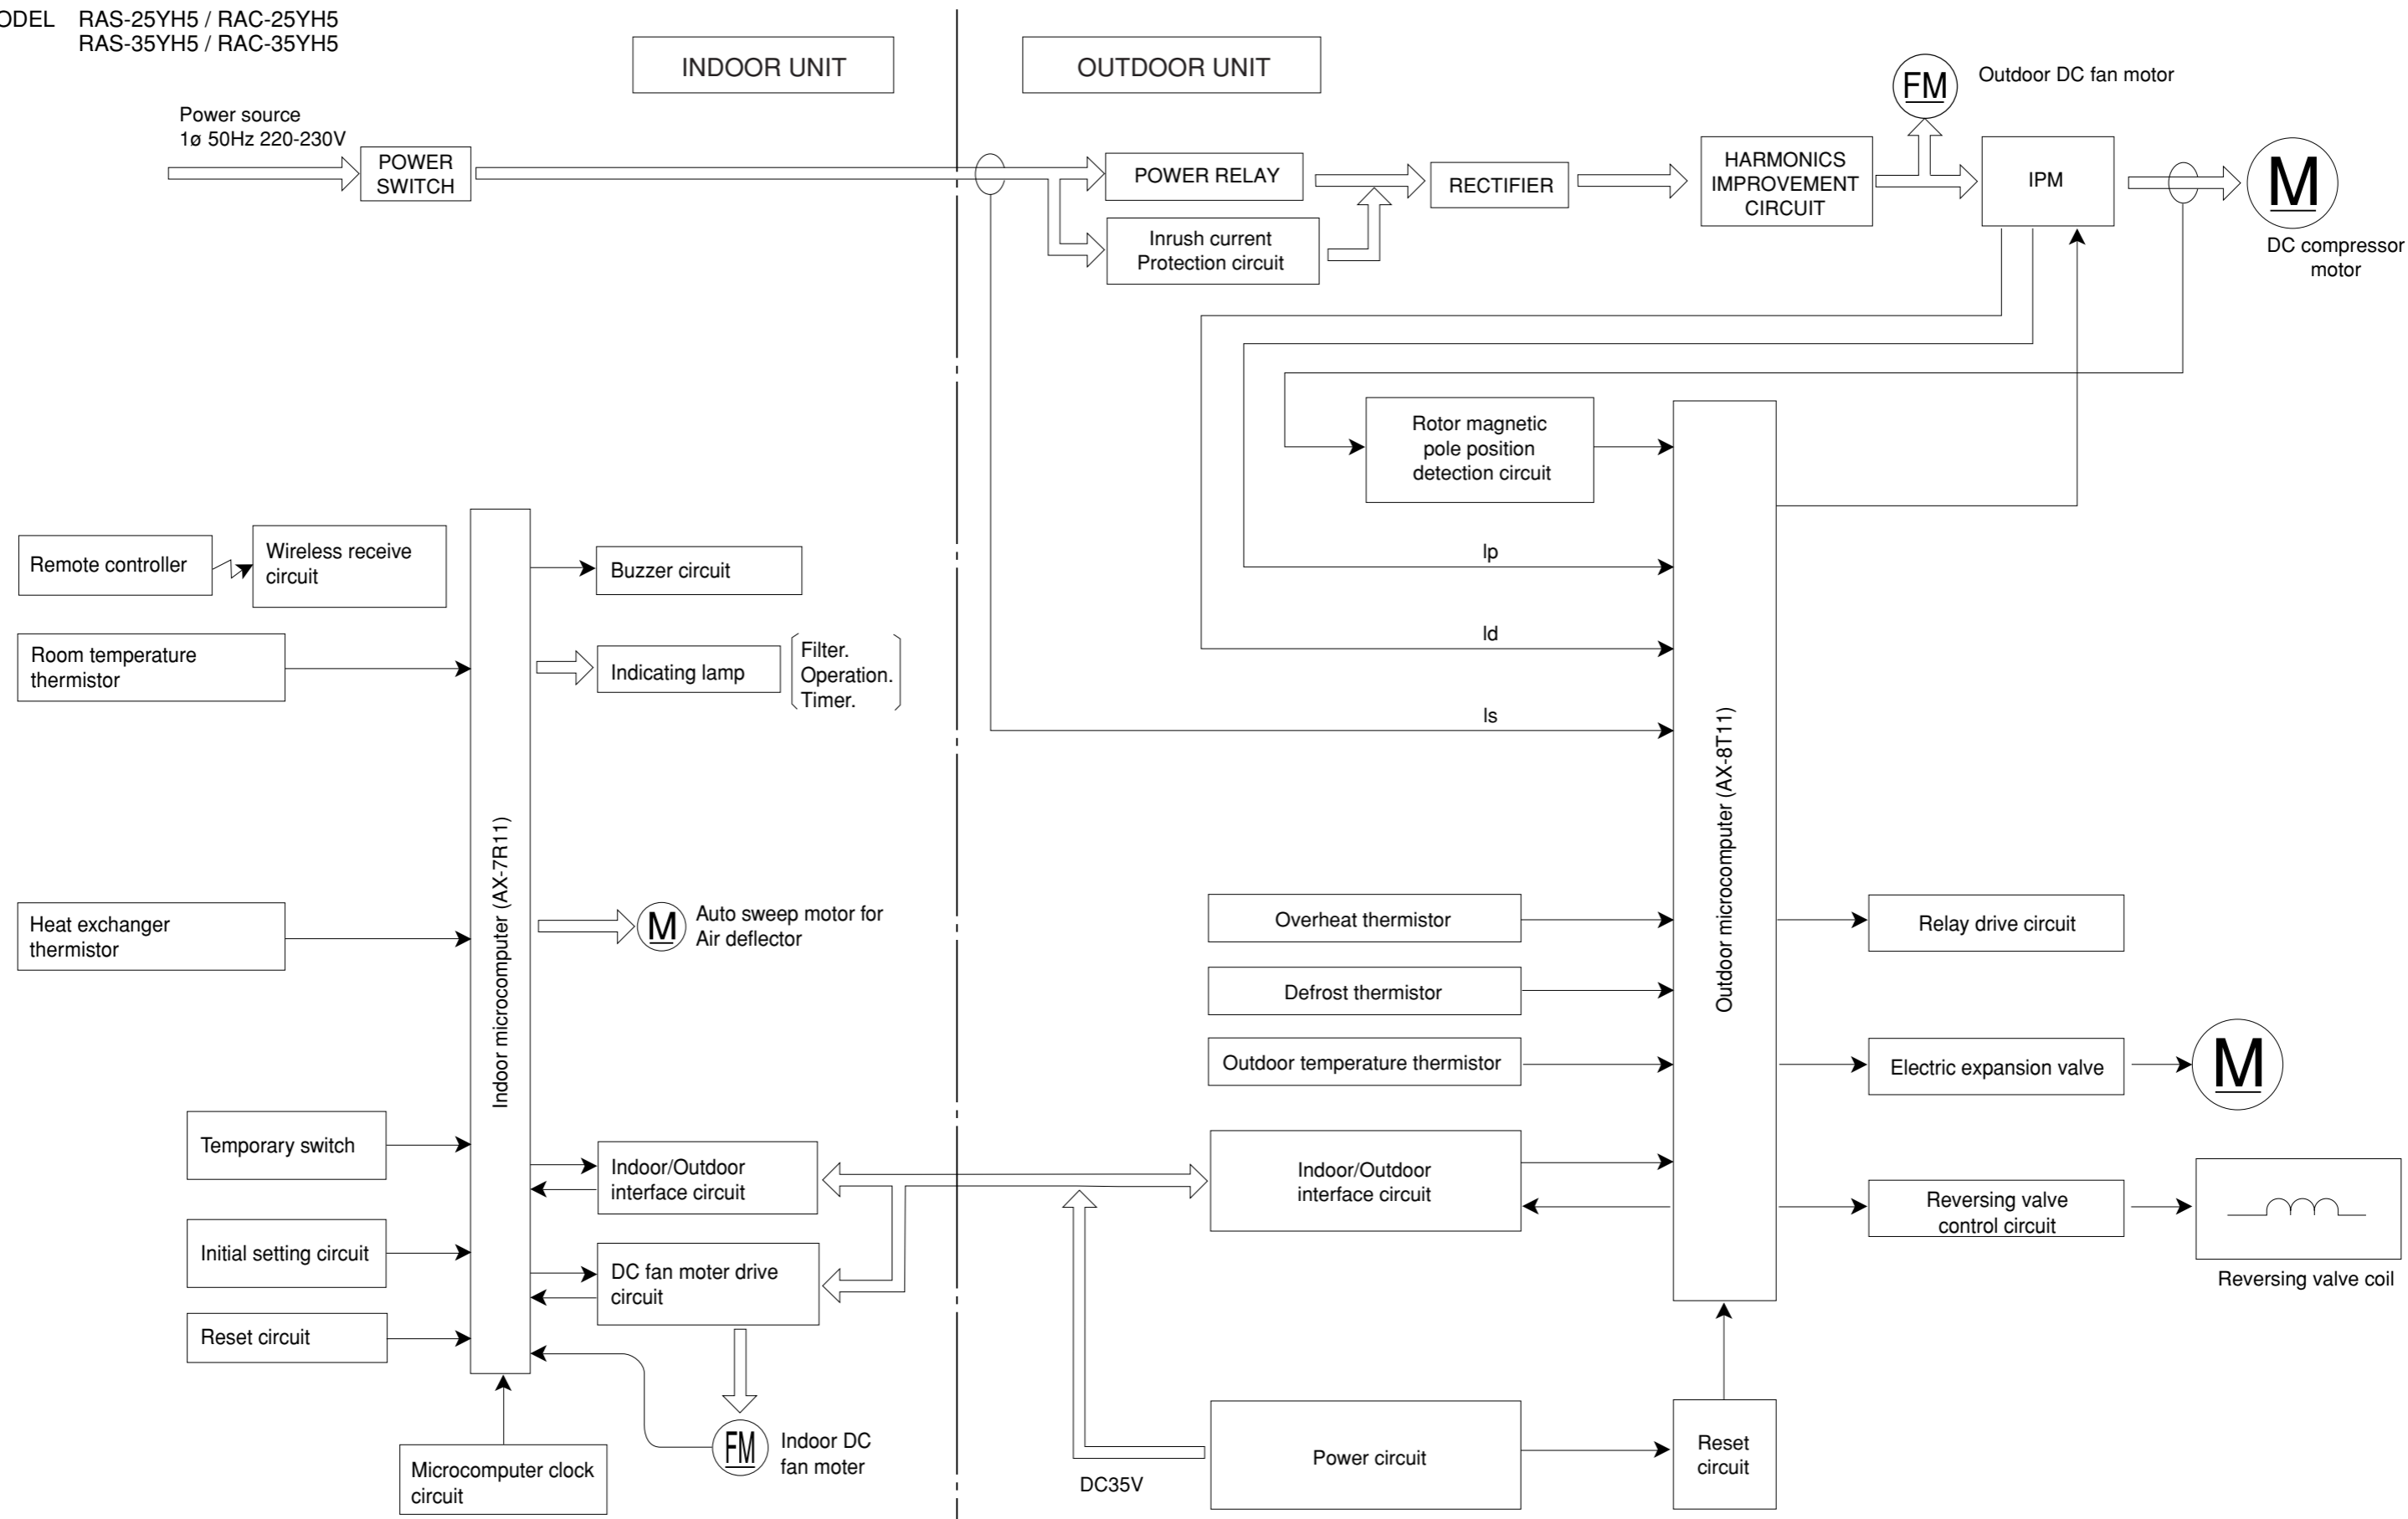 ODEL RAS-25YH5 / RAC-25YH5
RAS-35YH5 / RAC-35YH5
INDOOR UNIT
OUTDOOR UNIT
Power source
1ø 50Hz 220-230V
POWER
SWITCH
POWER RELAY
Inrush current
Protection circuit
RECTIFIER
HARMONICS
IMPROVEMENT
CIRCUIT
FM
Outdoor DC fan motor
IPM
M
DC compressor
motor
Rotor magnetic
pole position
detection circuit
Ip
Id
Is
Remote controller
Wireless receive
circuit
Room temperature
thermistor
Heat exchanger
thermistor
Temporary switch
Initial setting circuit
Reset circuit
Microcomputer clock
circuit
Indoor microcomputer (AX-7R11)
Buzzer circuit
Indicating lamp
Filter.
Operation.
Timer.
M
Auto sweep motor for
Air deflector
Indoor/Outdoor
interface circuit
DC fan moter drive
circuit
FM
Indoor DC
fan moter
Overheat thermistor
Defrost thermistor
Outdoor temperature thermistor
Indoor/Outdoor
interface circuit
Power circuit
DC35V
Reset
circuit
Outdoor microcomputer (AX-8T11)
Relay drive circuit
Electric expansion valve
M
Reversing valve
control circuit
Reversing valve coil